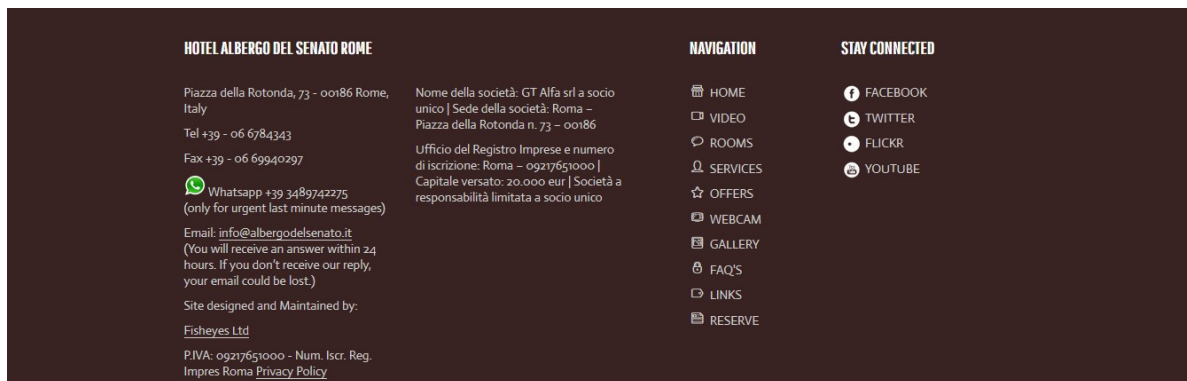 HOTEL ALBERGO DEL SENATO ROME
Piazza della Rotonda, 73 - 00186 Rome,
Italy
Tel +39 - 06 6784343
Fax +39 - 06 69940297
Whatsapp +39 3489742275
(only for urgent last minute messages)
Email: info@albergodelsenato.it
(You will receive an answer within 24
hours. If you don't receive our reply,
your email could be lost.)
Site designed and Maintained by:
Fisheyes Ltd
P.IVA: 09217651000 - Num. Iscr. Reg.
Impres Roma Privacy Policy
Nome della società: GT Alfa srl a socio
unico | Sede della società: Roma –
Piazza della Rotonda n. 73 – 00186
Ufficio del Registro Imprese e numero
di iscrizione: Roma – 09217651000 |
Capitale versato: 20.000 eur | Società a
responsabilità limitata a socio unico
NAVIGATION
HOME
VIDEO
ROOMS
SERVICES
OFFERS
WEBCAM
GALLERY
FAQ'S
LINKS
RESERVE
STAY CONNECTED
FACEBOOK
TWITTER
FLICKR
YOUTUBE